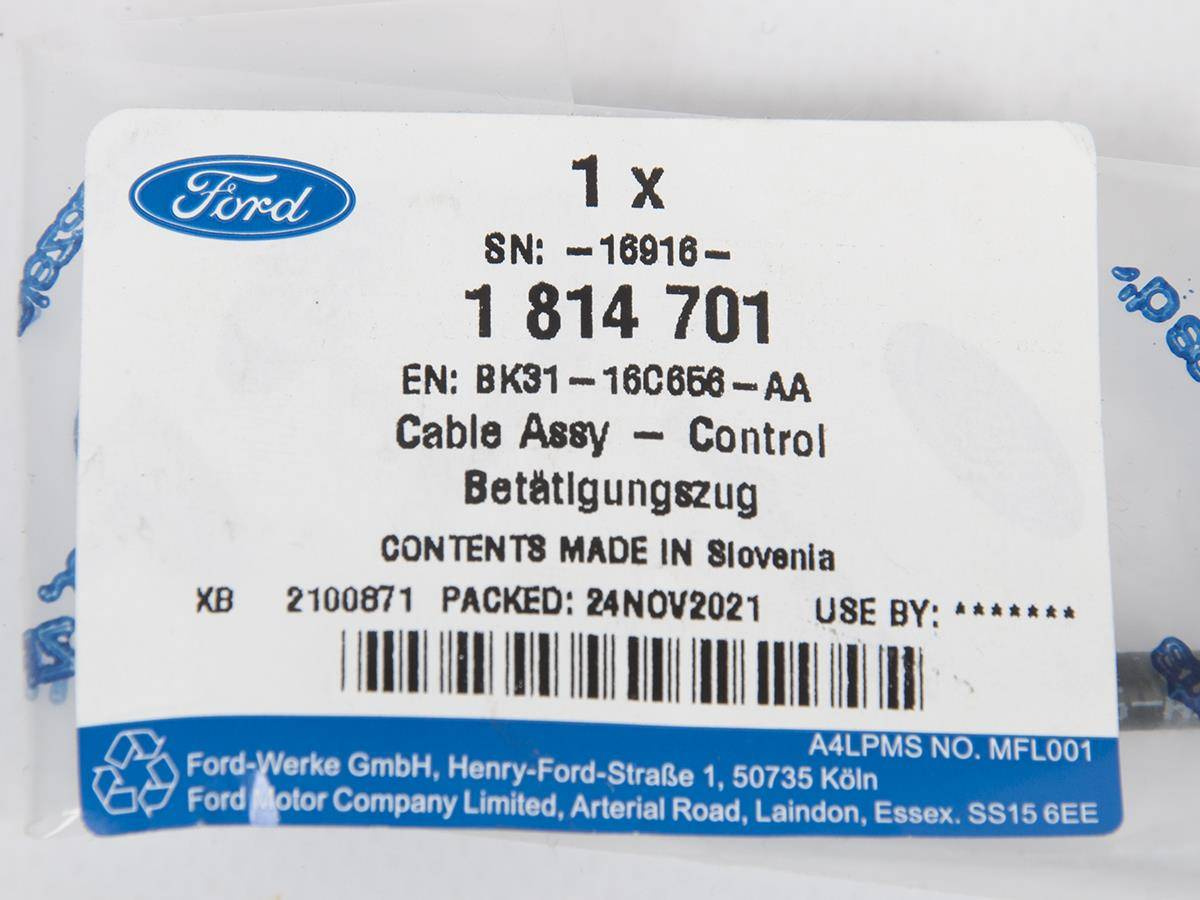 Ford
1 x
SN: -16916-
1 814 701
EN: BK31-16C656-AA
Cable Assy - Control
Betätigungszug
CONTENTS MADE IN Slovenia
XB 2100871 PACKED: 24NOV2021 USE BY: *******
A4LPMS NO. MFL001
Ford-Werke GmbH, Henry-Ford-Straße 1, 50735 Köln
Ford Motor Company Limited, Arterial Road, Laindon, Essex. SS15 6EE